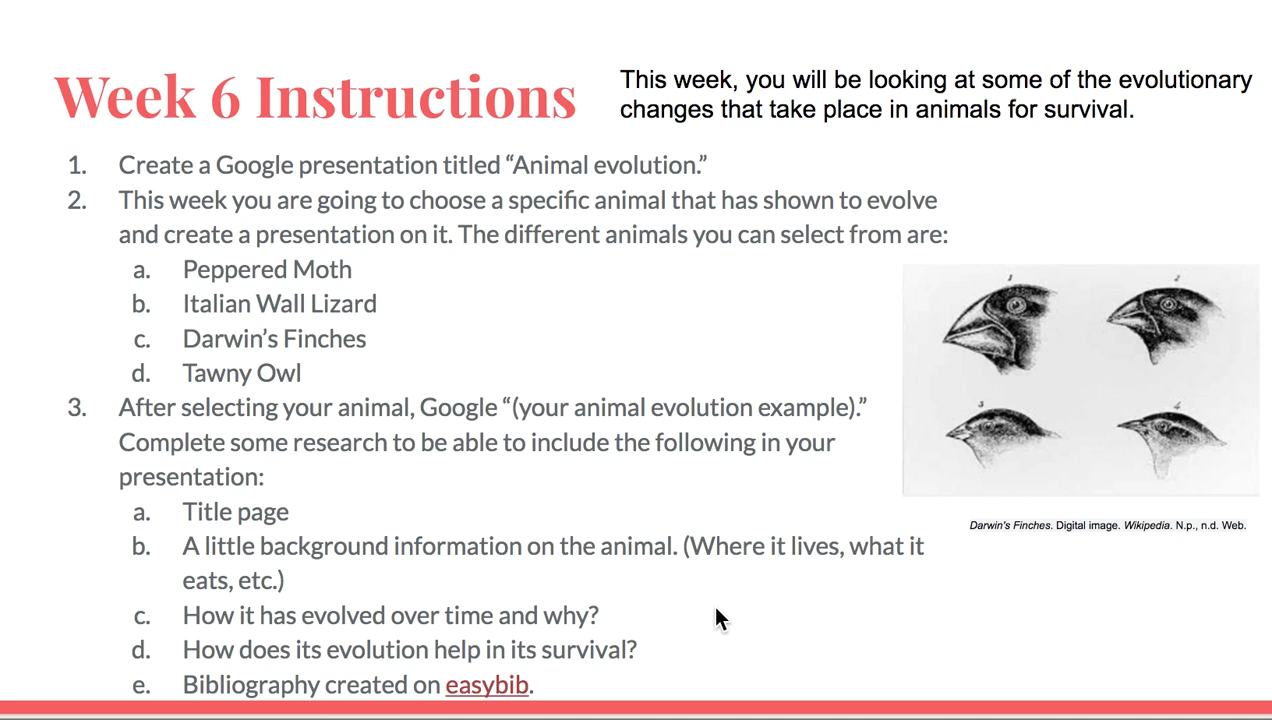 Week 6 Instructions
This week, you will be looking at some of the evolutionary
changes that take place in animals for survival.
1. Create a Google presentation titled “Animal evolution.”
2. This week you are going to choose a specific animal that has shown to evolve
and create a presentation on it. The different animals you can select from are:
a. Peppered Moth
b. Italian Wall Lizard
c. Darwin’s Finches
d. Tawny Owl
3. After selecting your animal, Google “(your animal evolution example).”
Complete some research to be able to include the following in your
presentation:
a. Title page
b. A little background information on the animal. (Where it lives, what it
eats, etc.)
c. How it has evolved over time and why?
d. How does its evolution help in its survival?
e. Bibliography created on easybib.
1
2
3
4
Darwin's Finches. Digital image. Wikipedia. N.p., n.d. Web.